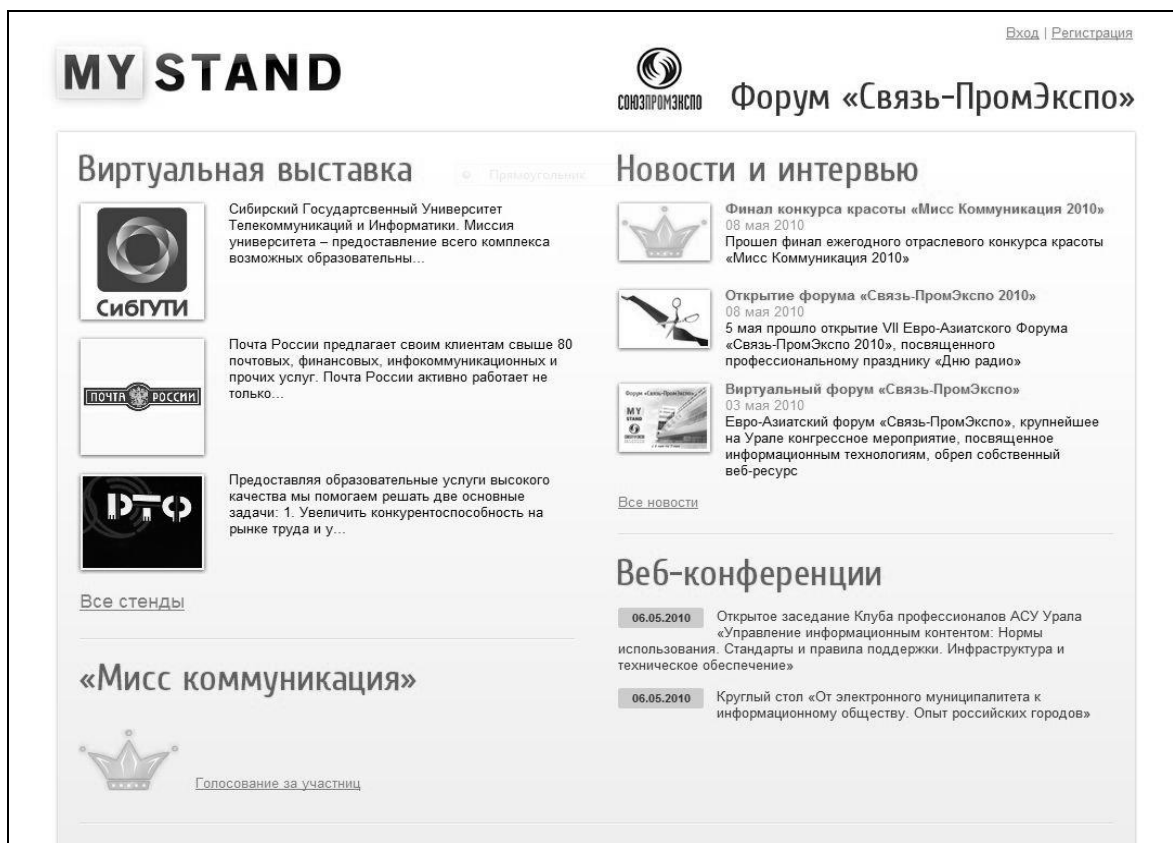 Вход | Регистрация
MY STAND
СОЮЗПРОМЭКСПО
Форум «Связь-ПромЭкспо»
Виртуальная выставка
Прямоугольник
СибГУТИ
Сибирский Государтсвенный Университет
Телекоммуникаций и Информатики. Миссия
университета – предоставление всего комплекса
возможных образовательны...
ПОЧТА РОССИИ
Почта России предлагает своим клиентам свыше 80
почтовых, финансовых, инфокоммуникационных и
прочих услуг. Почта России активно работает не
только...
РТФ
Предоставляя образовательные услуги высокого
качества мы помогаем решать две основные
задачи: 1. Увеличить конкурентоспособность на
рынке труда и у...
Все стенды
«Мисс коммуникация»
Голосование за участниц
Новости и интервью
Финал конкурса красоты «Мисс Коммуникация 2010»
08 мая 2010
Прошел финал ежегодного отраслевого конкурса красоты
«Мисс Коммуникация 2010»
Открытие форума «Связь-ПромЭкспо 2010»
08 мая 2010
5 мая прошло открытие VII Евро-Азиатского Форума
«Связь-ПромЭкспо 2010», посвященного
профессиональному празднику «Дню радио»
Форум «Связь-ПромЭкспо»
MY
STAND
Виртуальный форум «Связь-ПромЭкспо»
03 мая 2010
Евро-Азиатский форум «Связь-ПромЭкспо», крупнейшее
на Урале конгрессное мероприятие, посвященное
информационным технологиям, обрел собственный
веб-ресурс
Все новости
Веб-конференции
06.05.2010 Открытое заседание Клуба профессионалов АСУ Урала
«Управление информационным контентом: Нормы
использования. Стандарты и правила поддержки. Инфраструктура и
техническое обеспечение»
06.05.2010 Круглый стол «От электронного муниципалитета к
информационному обществу. Опыт российских городов»